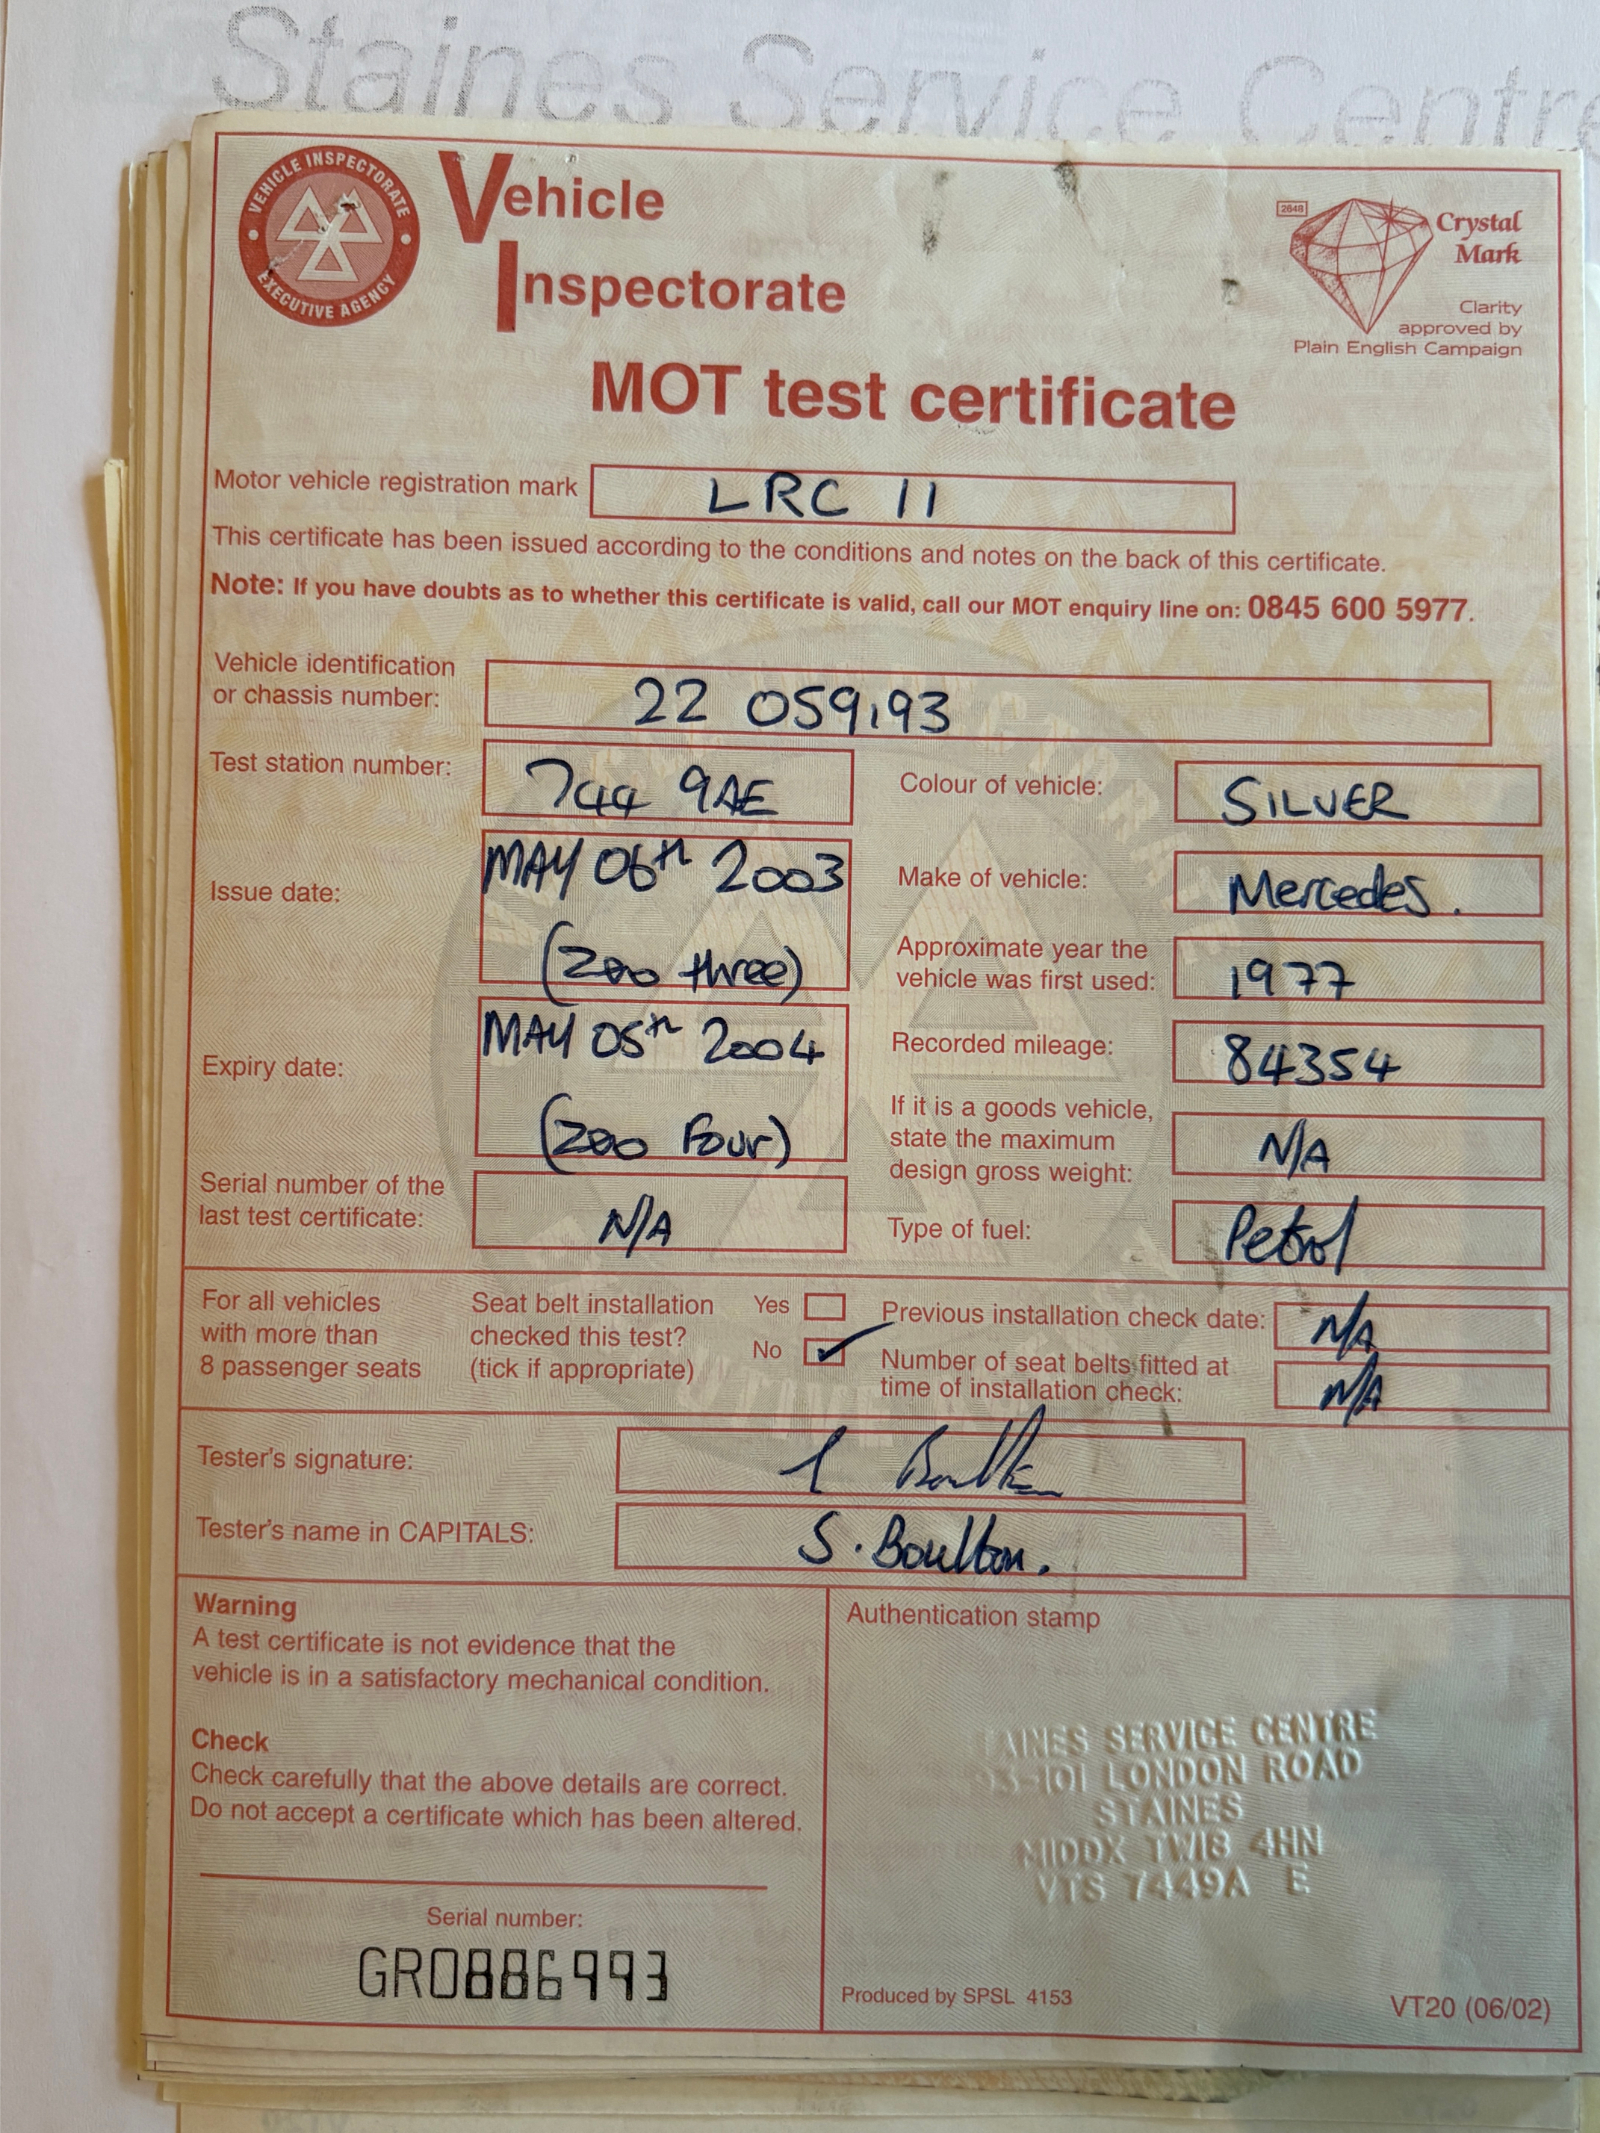 Staines Service Centre
VEHICLE INSPECTORATE
EXECUTIVE AGENCY
Vehicle
Inspectorate
2648
Crystal
Mark
Clarity
approved by
Plain English Campaign
MOT test certificate
Motor vehicle registration mark LRC 11
This certificate has been issued according to the conditions and notes on the back of this certificate.
Note: If you have doubts as to whether this certificate is valid, call our MOT enquiry line on: 0845 600 5977.
Vehicle identification
or chassis number: 22 059193
Test station number: 744 9AE
Colour of vehicle: SILVER
Issue date: MAY 06th 2003
(Zoo three)
Make of vehicle: Mercedes.
Approximate year the
vehicle was first used: 1977
Expiry date: MAY 05th 2004
(Zoo Four)
Recorded mileage: 84354
If it is a goods vehicle,
state the maximum
design gross weight: N/A
Serial number of the
last test certificate: N/A
Type of fuel: Petrol
For all vehicles
with more than
8 passenger seats
Seat belt installation
checked this test?
(tick if appropriate)
Yes
No
Previous installation check date: N/A
Number of seat belts fitted at
time of installation check: N/A
Tester's signature: Boulton
Tester's name in CAPITALS: S. Boulton.
Warning
A test certificate is not evidence that the
vehicle is in a satisfactory mechanical condition.
Check
Check carefully that the above details are correct.
Do not accept a certificate which has been altered.
Serial number:
GR0886993
Authentication stamp
STAINES SERVICE CENTRE
93-101 LONDON ROAD
STAINES
MIDDX TW18 4HN
VTS 7449A E
Produced by SPSL 4153
VT20 (06/02)